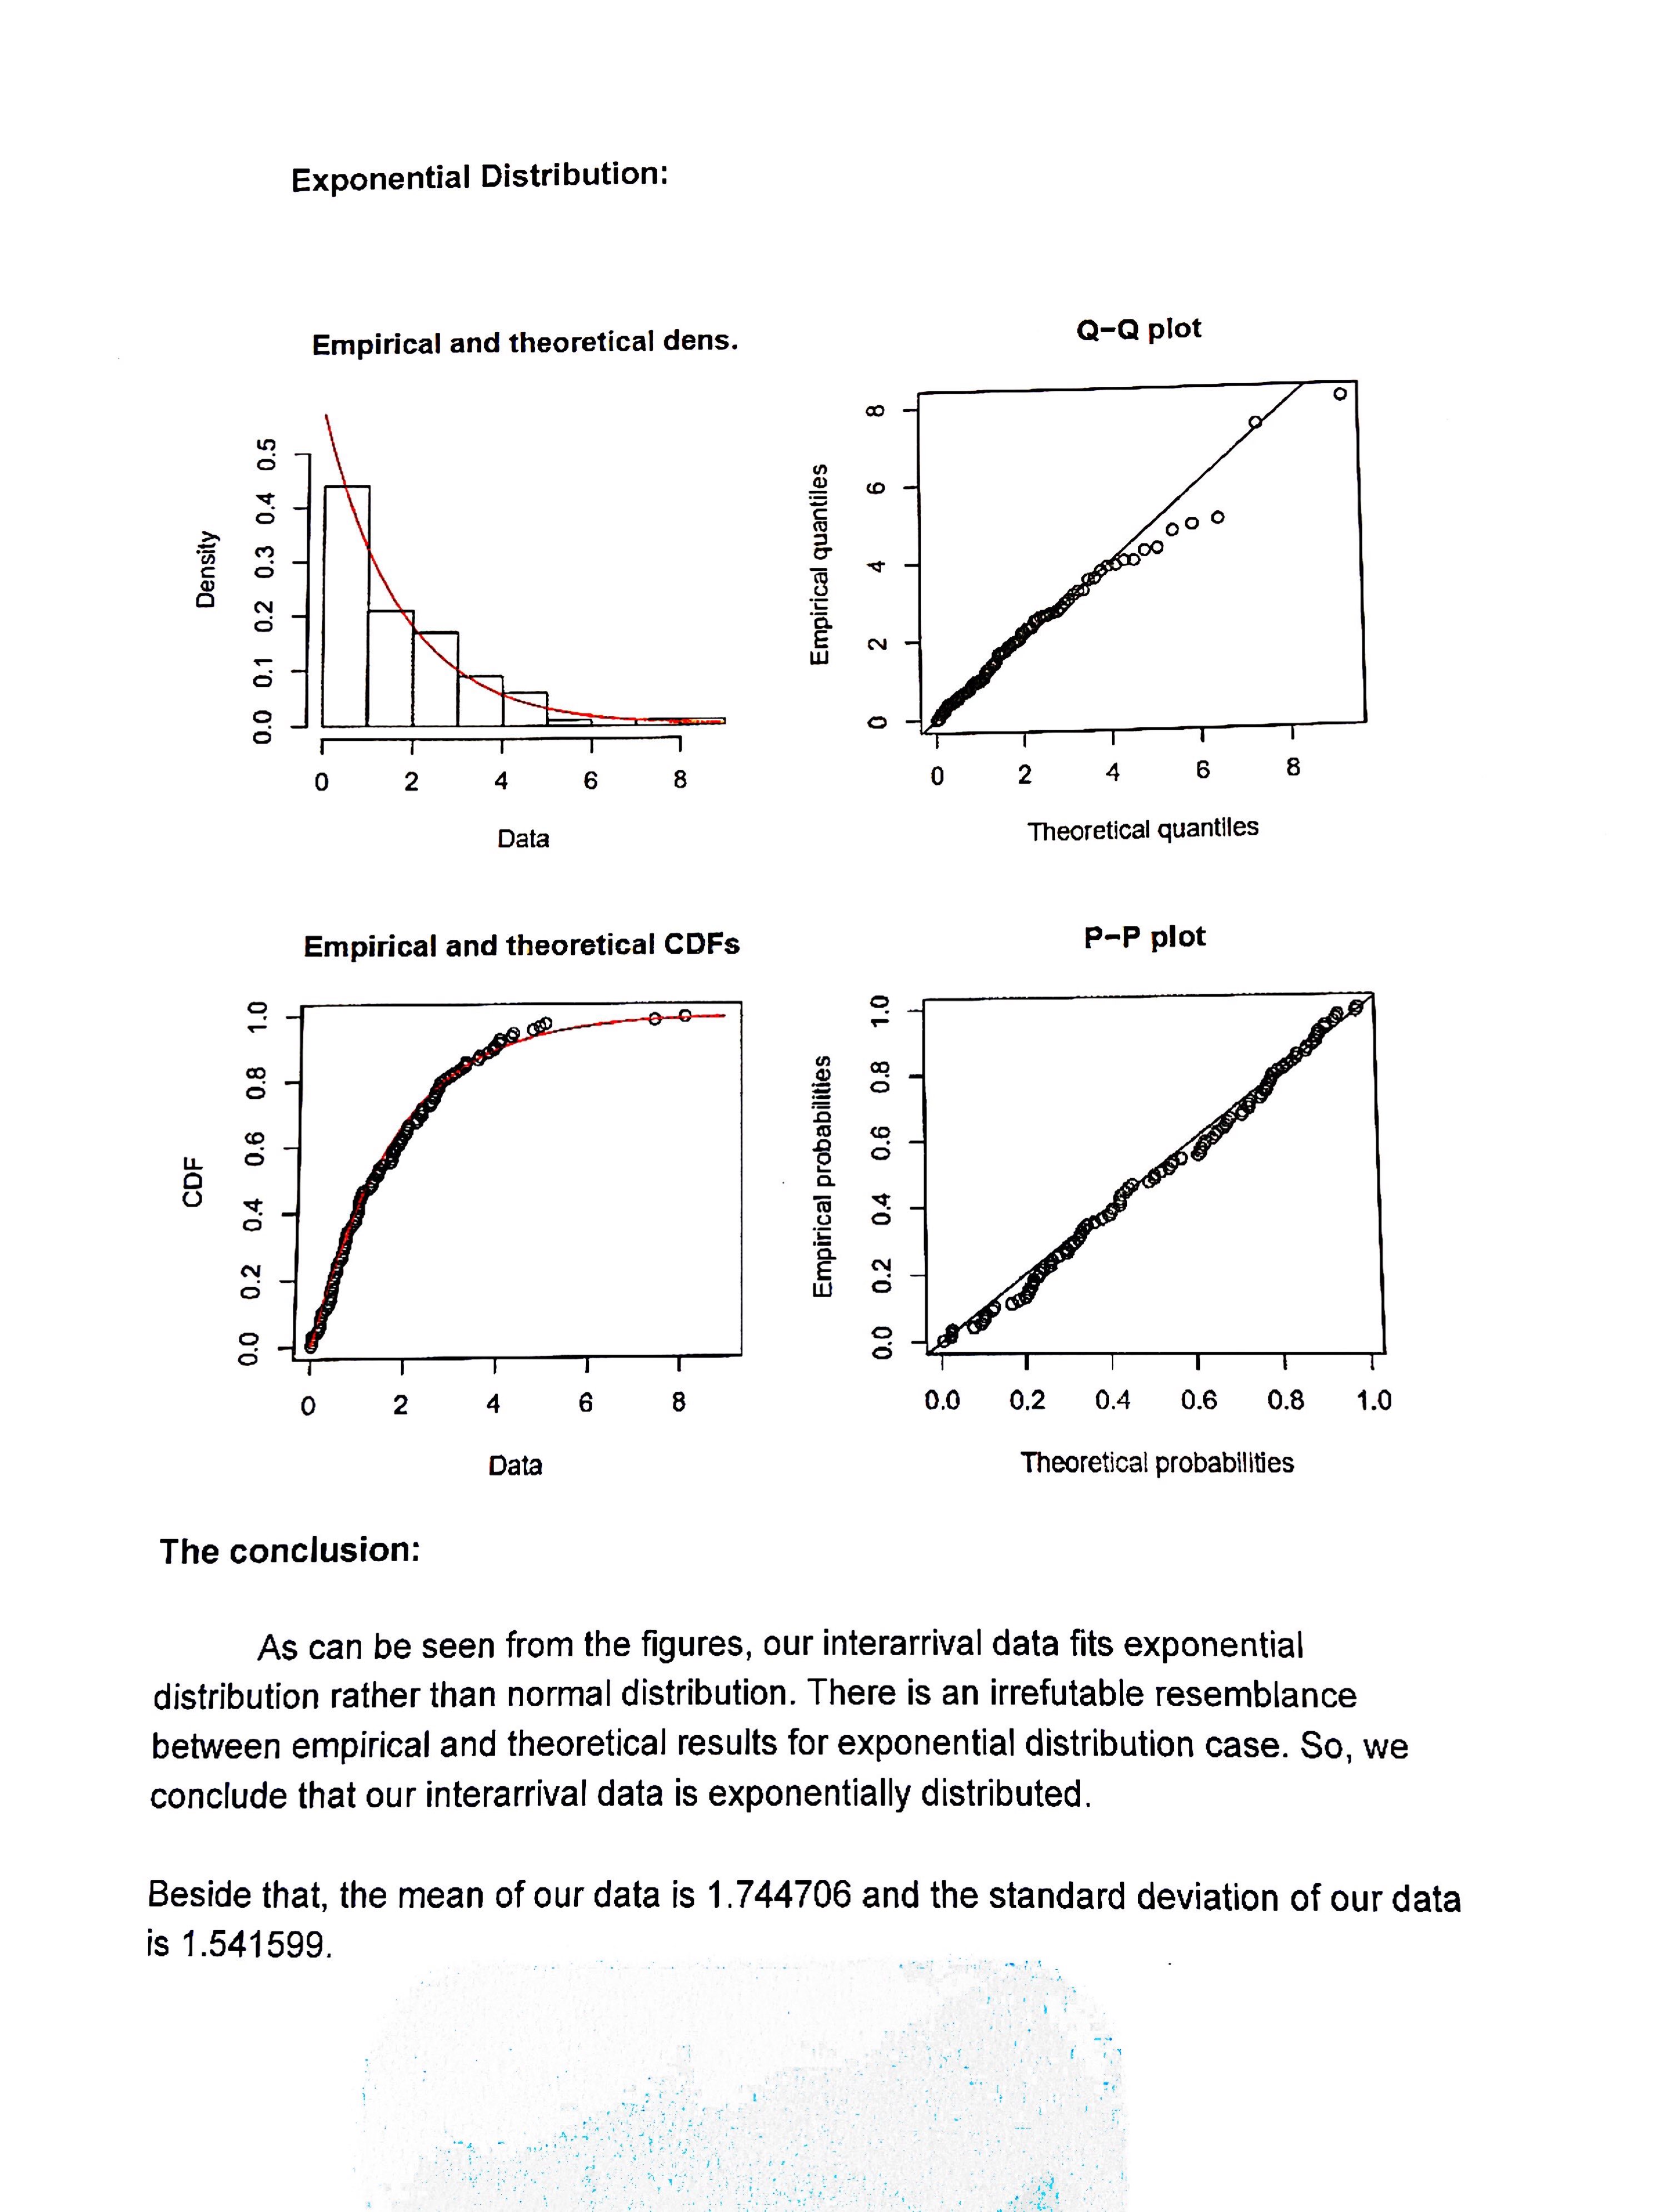 Exponential Distribution:
Empirical and theoretical dens.
Density
0.0 0.1 0.2 0.3 0.4 0.5
0 2 4 6 8
Data
Q−Q plot
Empirical quantiles
0 2 4 6 8
0 2 4 6 8
Theoretical quantiles
Empirical and theoretical CDFs
CDF
0.0 0.2 0.4 0.6 0.8 1.0
0 2 4 6 8
Data
P−P plot
Empirical probabilities
0.0 0.2 0.4 0.6 0.8 1.0
0.0 0.2 0.4 0.6 0.8 1.0
Theoretical probabilities
The conclusion:
As can be seen from the figures, our interarrival data fits exponential
distribution rather than normal distribution. There is an irrefutable resemblance
between empirical and theoretical results for exponential distribution case. So, we
conclude that our interarrival data is exponentially distributed.
Beside that, the mean of our data is 1.744706 and the standard deviation of our data
is 1.541599.